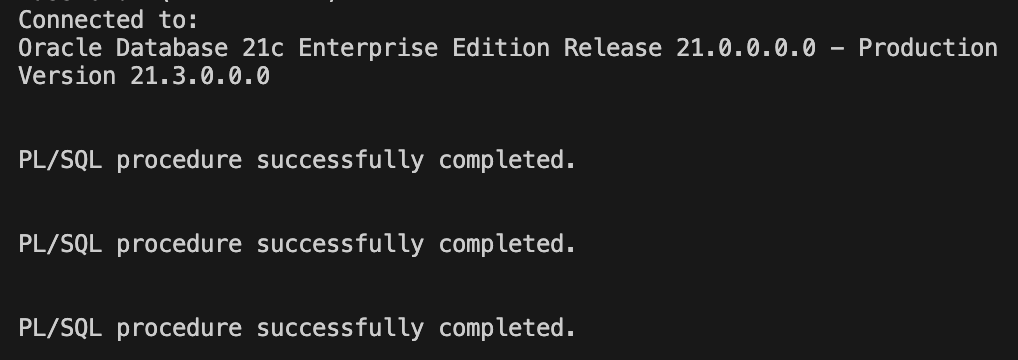 Connected to:
Oracle Database 21c Enterprise Edition Release 21.0.0.0.0 – Production
Version 21.3.0.0.0
PL/SQL procedure successfully completed.
PL/SQL procedure successfully completed.
PL/SQL procedure successfully completed.